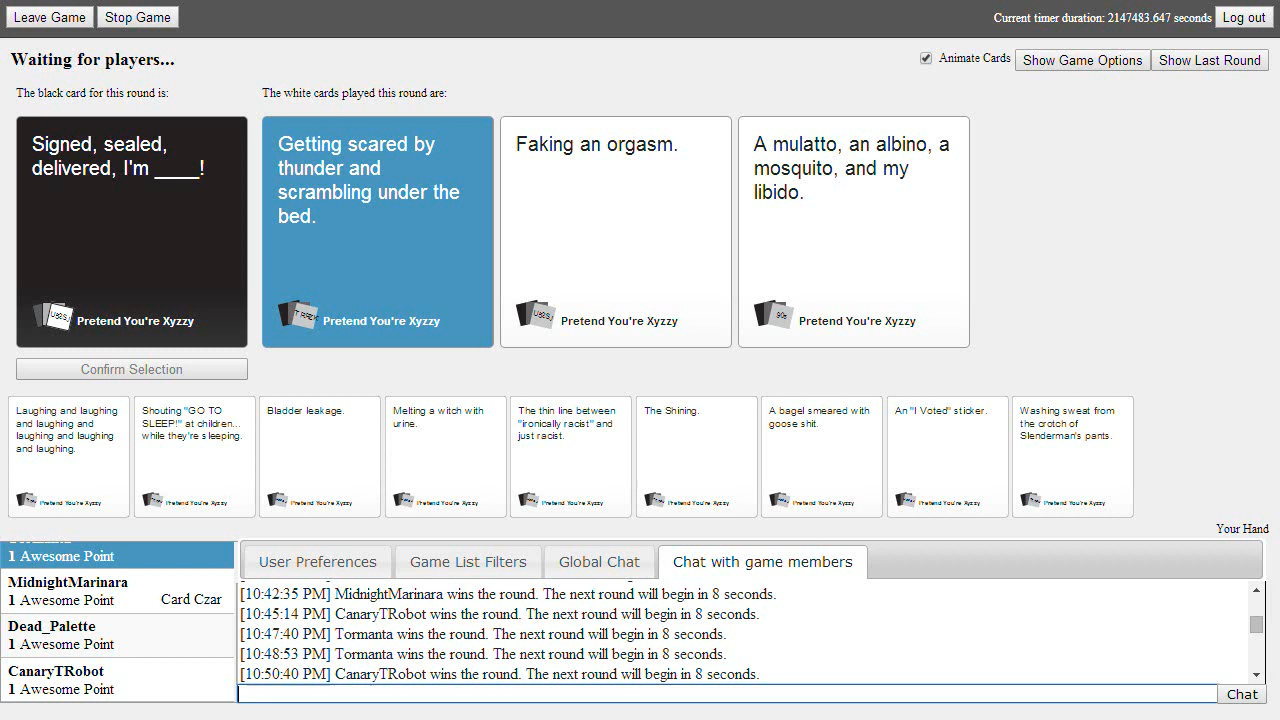 Leave Game
Stop Game
Current timer duration: 2147483.647 seconds
Log out
Waiting for players...
Animate Cards
Show Game Options
Show Last Round
The black card for this round is:
The white cards played this round are:
Signed, sealed,
delivered, I'm ____!
Pretend You're Xyzzy
Getting scared by
thunder and
scrambling under the
bed.
Pretend You're Xyzzy
Faking an orgasm.
Pretend You're Xyzzy
A mulatto, an albino, a
mosquito, and my
libido.
90s
Pretend You're Xyzzy
Confirm Selection
Laughing and laughing
and laughing and
laughing and laughing
and laughing.
Pretend You're Xyzzy
Shouting "GO TO
SLEEP!" at children...
while they're sleeping.
Pretend You're Xyzzy
Bladder leakage.
Pretend You're Xyzzy
Melting a witch with
urine.
Pretend You're Xyzzy
The thin line between
"ironically racist" and
just racist.
Pretend You're Xyzzy
The Shining.
Pretend You're Xyzzy
A bagel smeared with
goose shit.
Pretend You're Xyzzy
An "I Voted" sticker.
Pretend You're Xyzzy
Washing sweat from
the crotch of
Slenderman's pants.
Pretend You're Xyzzy
Your Hand
1 Awesome Point
MidnightMarinara
1 Awesome Point
Card Czar
Dead_Palette
1 Awesome Point
CanaryTRobot
1 Awesome Point
User Preferences
Game List Filters
Global Chat
Chat with game members
[10:42:35 PM] MidnightMarinara wins the round. The next round will begin in 8 seconds.
[10:45:14 PM] CanaryTRobot wins the round. The next round will begin in 8 seconds.
[10:47:40 PM] Tormanta wins the round. The next round will begin in 8 seconds.
[10:48:53 PM] Tormanta wins the round. The next round will begin in 8 seconds.
[10:50:40 PM] CanaryTRobot wins the round. The next round will begin in 8 seconds.
Chat